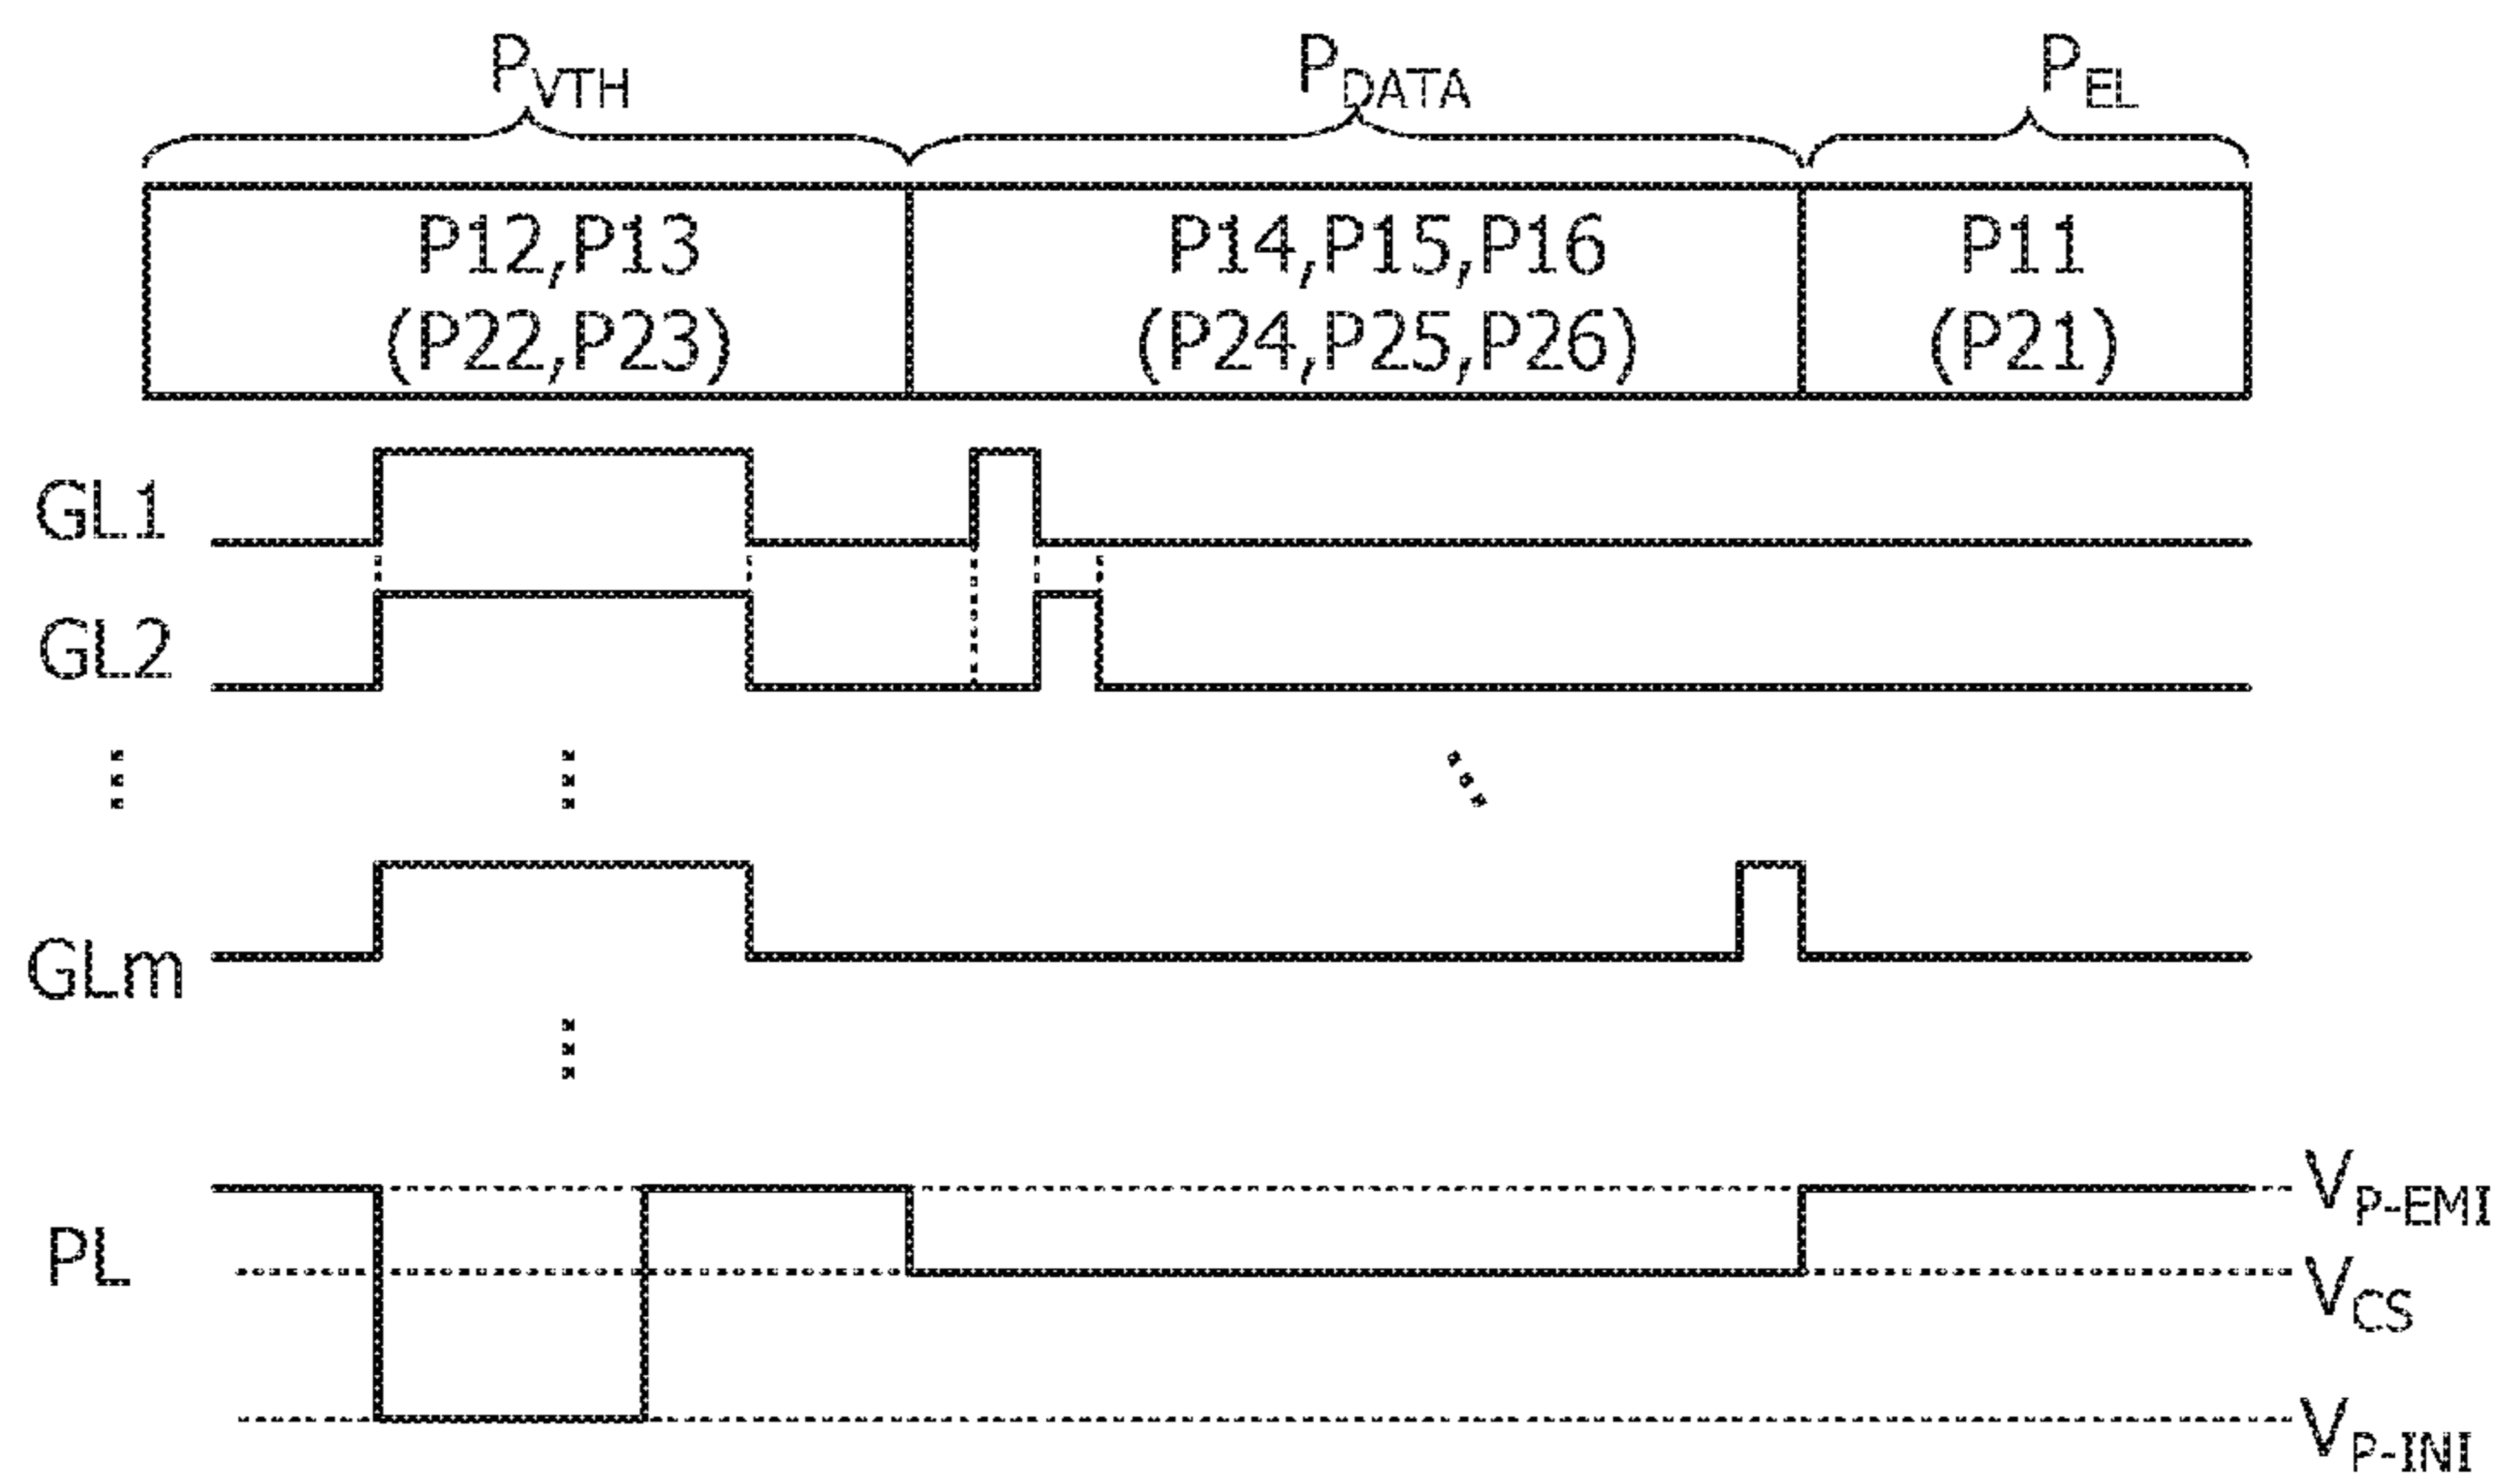 PVTH PDATA PEL
P12,P13 P14,P15,P16 P11
(P22,P23) (P24,P25,P26) (P21)
GL1
GL2
GLm
VP-EMI
PL
VCS
VP-INI